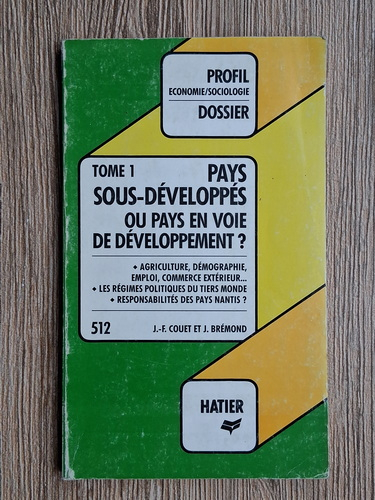 PROFIL
ECONOMIE/SOCIOLOGIE
DOSSIER
TOME 1 PAYS
SOUS-DÉVELOPPÉS
OU PAYS EN VOIE
DE DÉVELOPPEMENT ?
+ AGRICULTURE, DÉMOGRAPHIE,
EMPLOI, COMMERCE EXTÉRIEUR...
+ LES RÉGIMES POLITIQUES DU TIERS MONDE
+ RESPONSABILITÉS DES PAYS NANTIS ?
512 J.-F. COUET ET J. BRÉMOND
HATIER